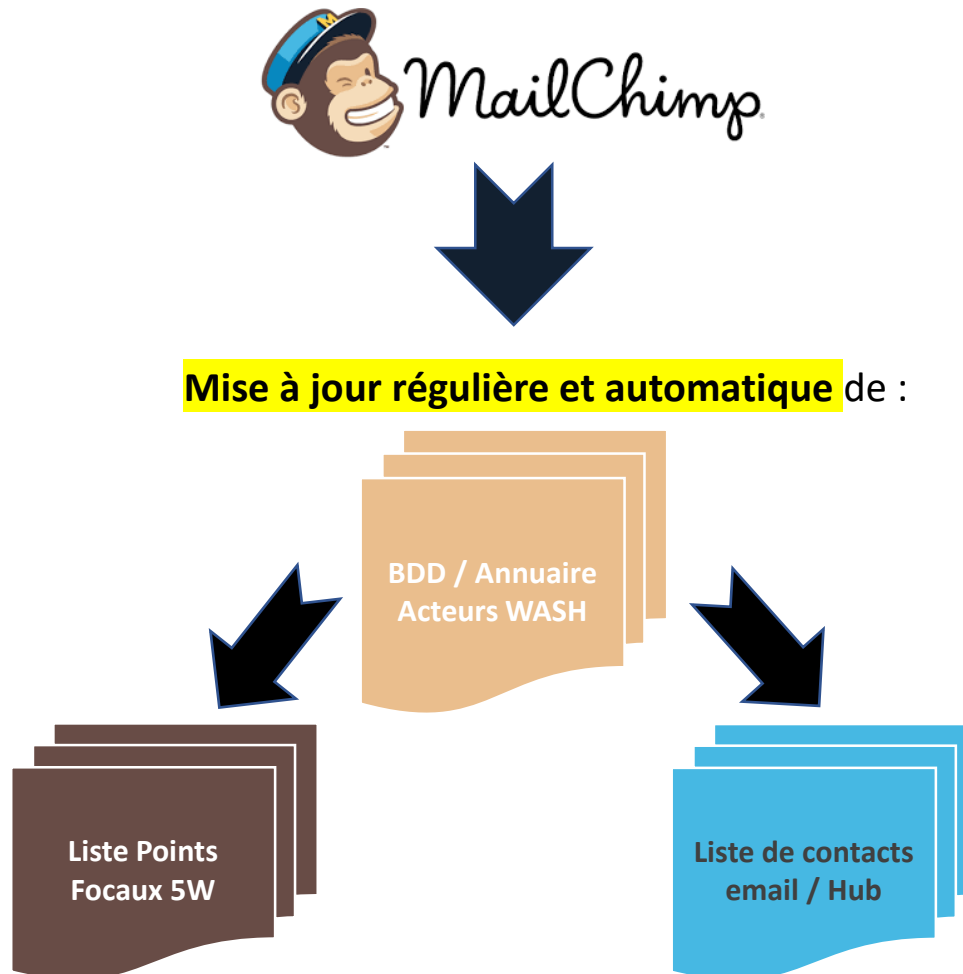 MailChimp
Mise à jour régulière et automatique de :
BDD / Annuaire
Acteurs WASH
Liste Points
Focaux 5W
Liste de contacts
email / Hub